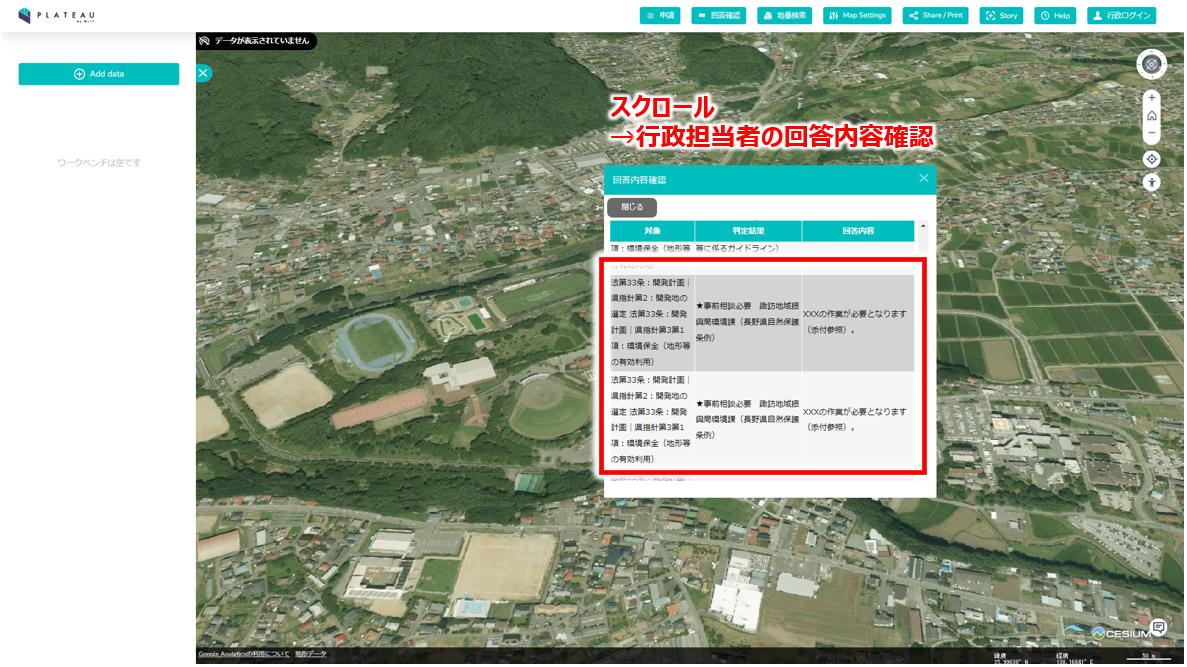 PLATEAU
by MLIT
申請
回答確認
地番検索
Map Settings
Share / Print
Story
Help
行政ログイン
データが表示されていません
Add data
ワークベンチは空です
スクロール
→行政担当者の回答内容確認
回答内容確認
閉じる
対象
判定結果
回答内容
項：環境保全（地形等
等に係るガイドライン）
法第33条：開発計画｜
県指針第2：開発地の
選定 法第33条：開発
計画｜県指針第3第1
項：環境保全（地形等
の有効利用）
★事前相談必要　諏訪地域振
興局環境課（長野県自然保護
条例）
XXXの作業が必要となります
（添付参照）。
法第33条：開発計画｜
県指針第2：開発地の
選定 法第33条：開発
計画｜県指針第3第1
項：環境保全（地形等
の有効利用）
★事前相談必要　諏訪地域振
興局環境課（長野県自然保護
条例）
XXXの作業が必要となります
（添付参照）。
CESIUM
Google Analyticsの利用について
地形データ
緯度
経度
50 m